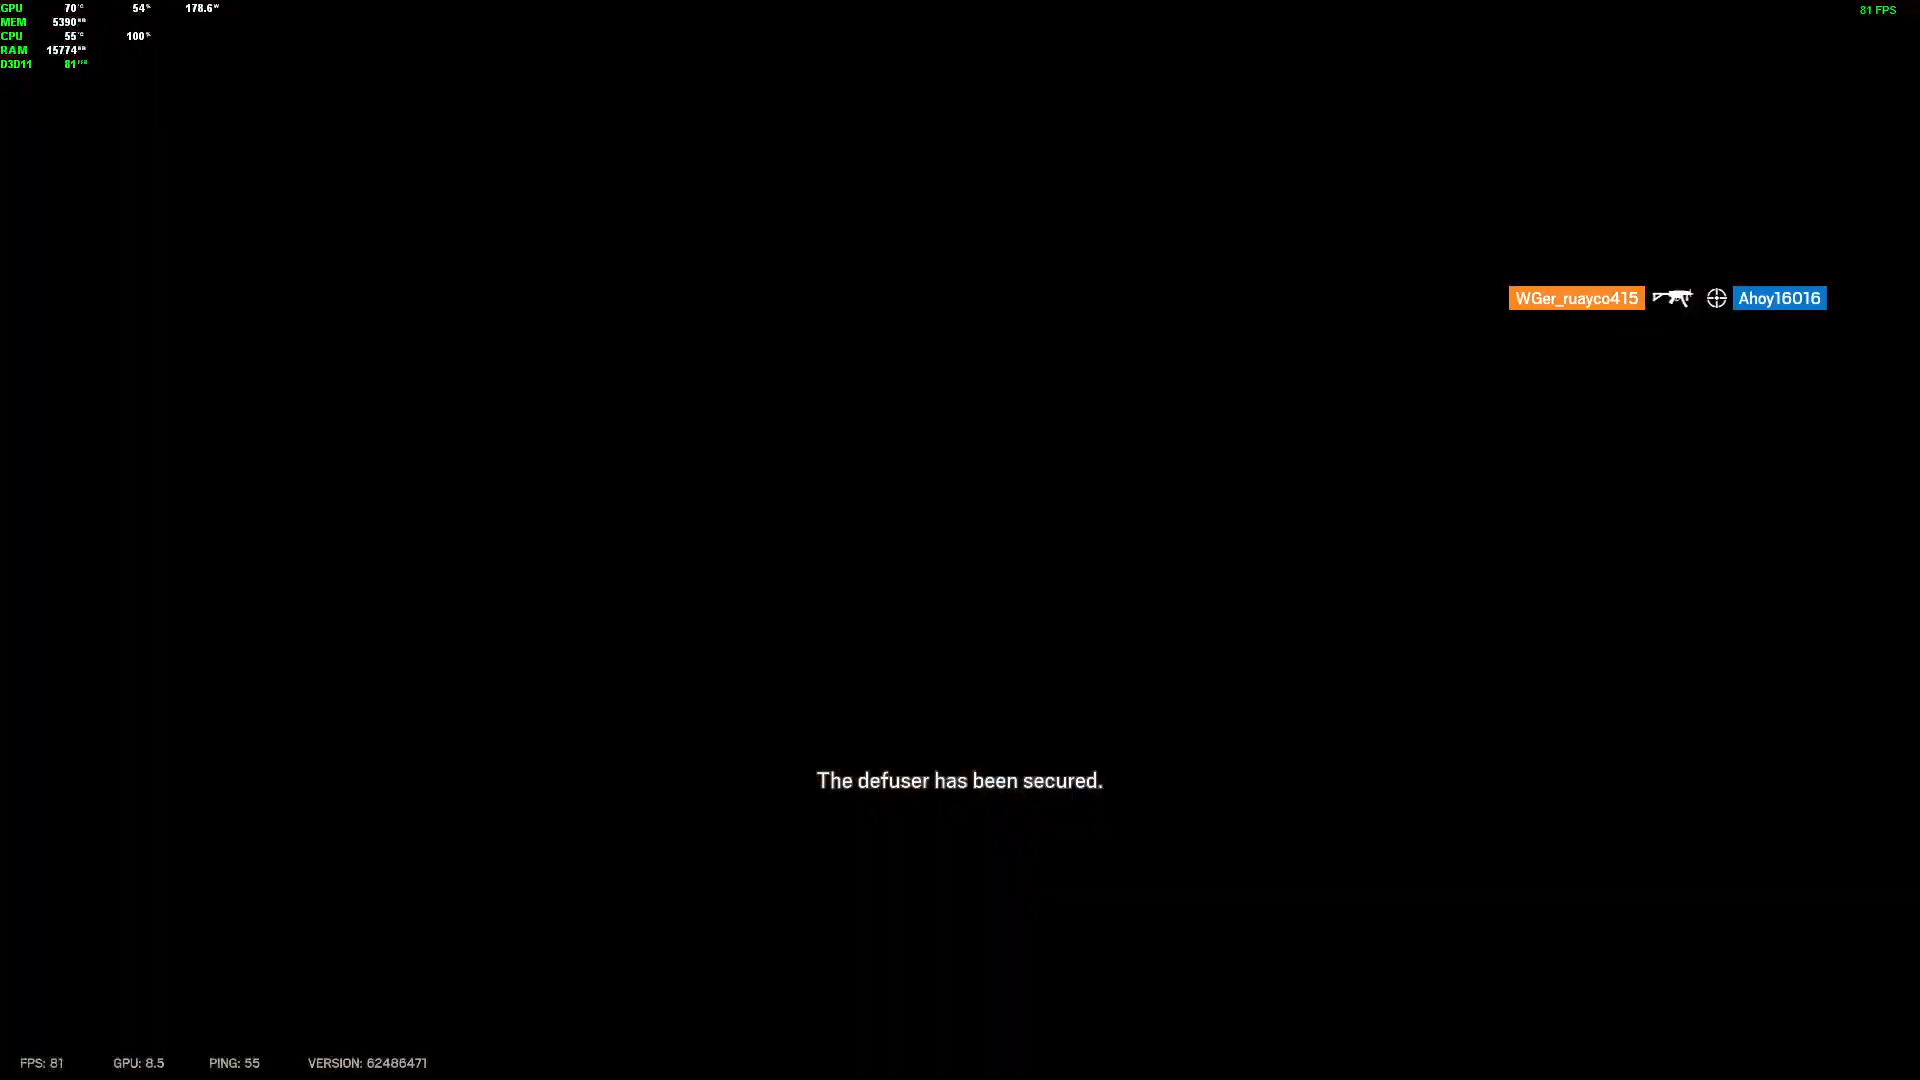 GPU 70°C 54% 178.6W
MEM 5390MB
CPU 55°C 100%
RAM 15774MB
D3D11 81FPS
81 FPS
WGer_ruayco415 Ahoy16016
The defuser has been secured.
FPS: 81 GPU: 8.5 PING: 55 VERSION: 62486471